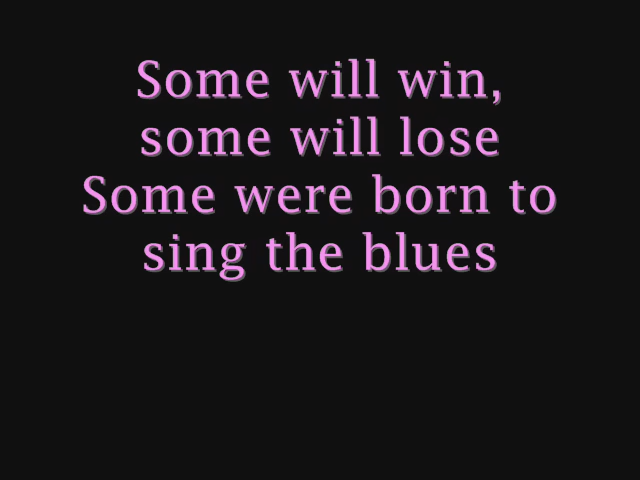 Some will win,
some will lose
Some were born to
sing the blues